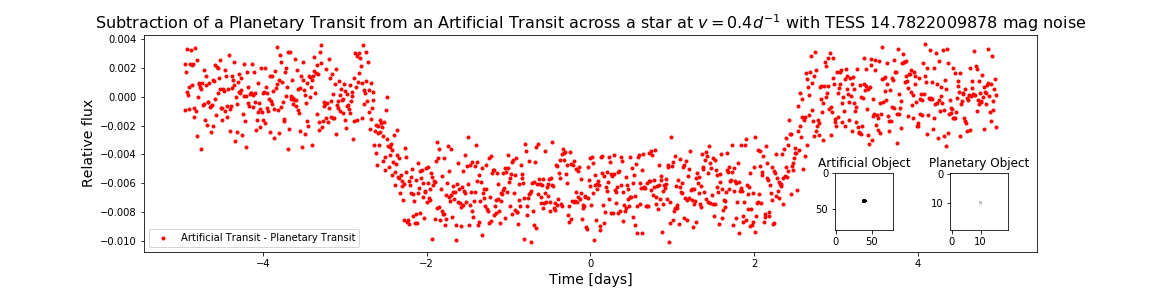 Subtraction of a Planetary Transit from an Artificial Transit across a star at v = 0.4d⁻¹ with TESS 14.7822009878 mag noise
0.004
0.002
0.000
−0.002
−0.004
−0.006
−0.008
−0.010
Relative flux
Artificial Transit - Planetary Transit
Artificial Object
0
50
0 50
Planetary Object
0
10
0 10
−4 −2 0 2 4
Time [days]